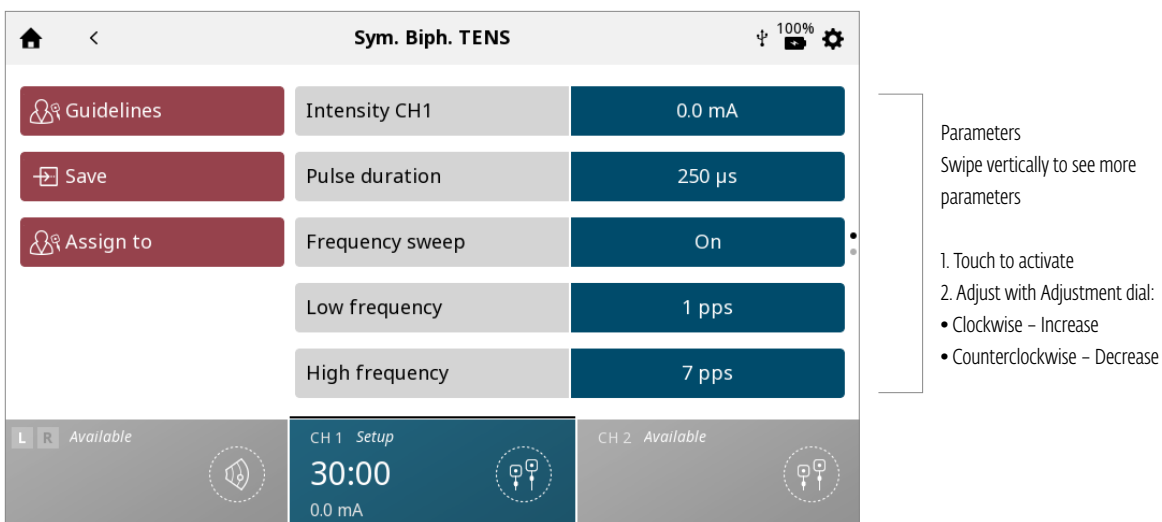 Sym. Biph. TENS
100%
Guidelines
Save
Assign to
Intensity CH1 0.0 mA
Pulse duration 250 µs
Frequency sweep On
Low frequency 1 pps
High frequency 7 pps
L R Available
CH 1 Setup
30:00
0.0 mA
CH 2 Available
Parameters
Swipe vertically to see more
parameters
1. Touch to activate
2. Adjust with Adjustment dial:
• Clockwise – Increase
• Counterclockwise – Decrease